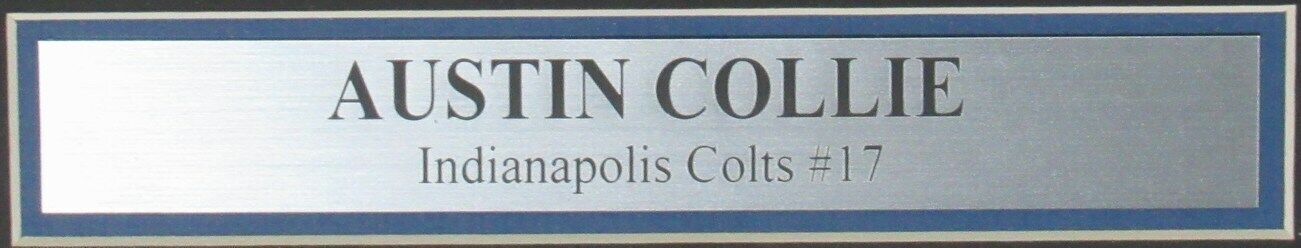 AUSTIN COLLIE
Indianapolis Colts #17